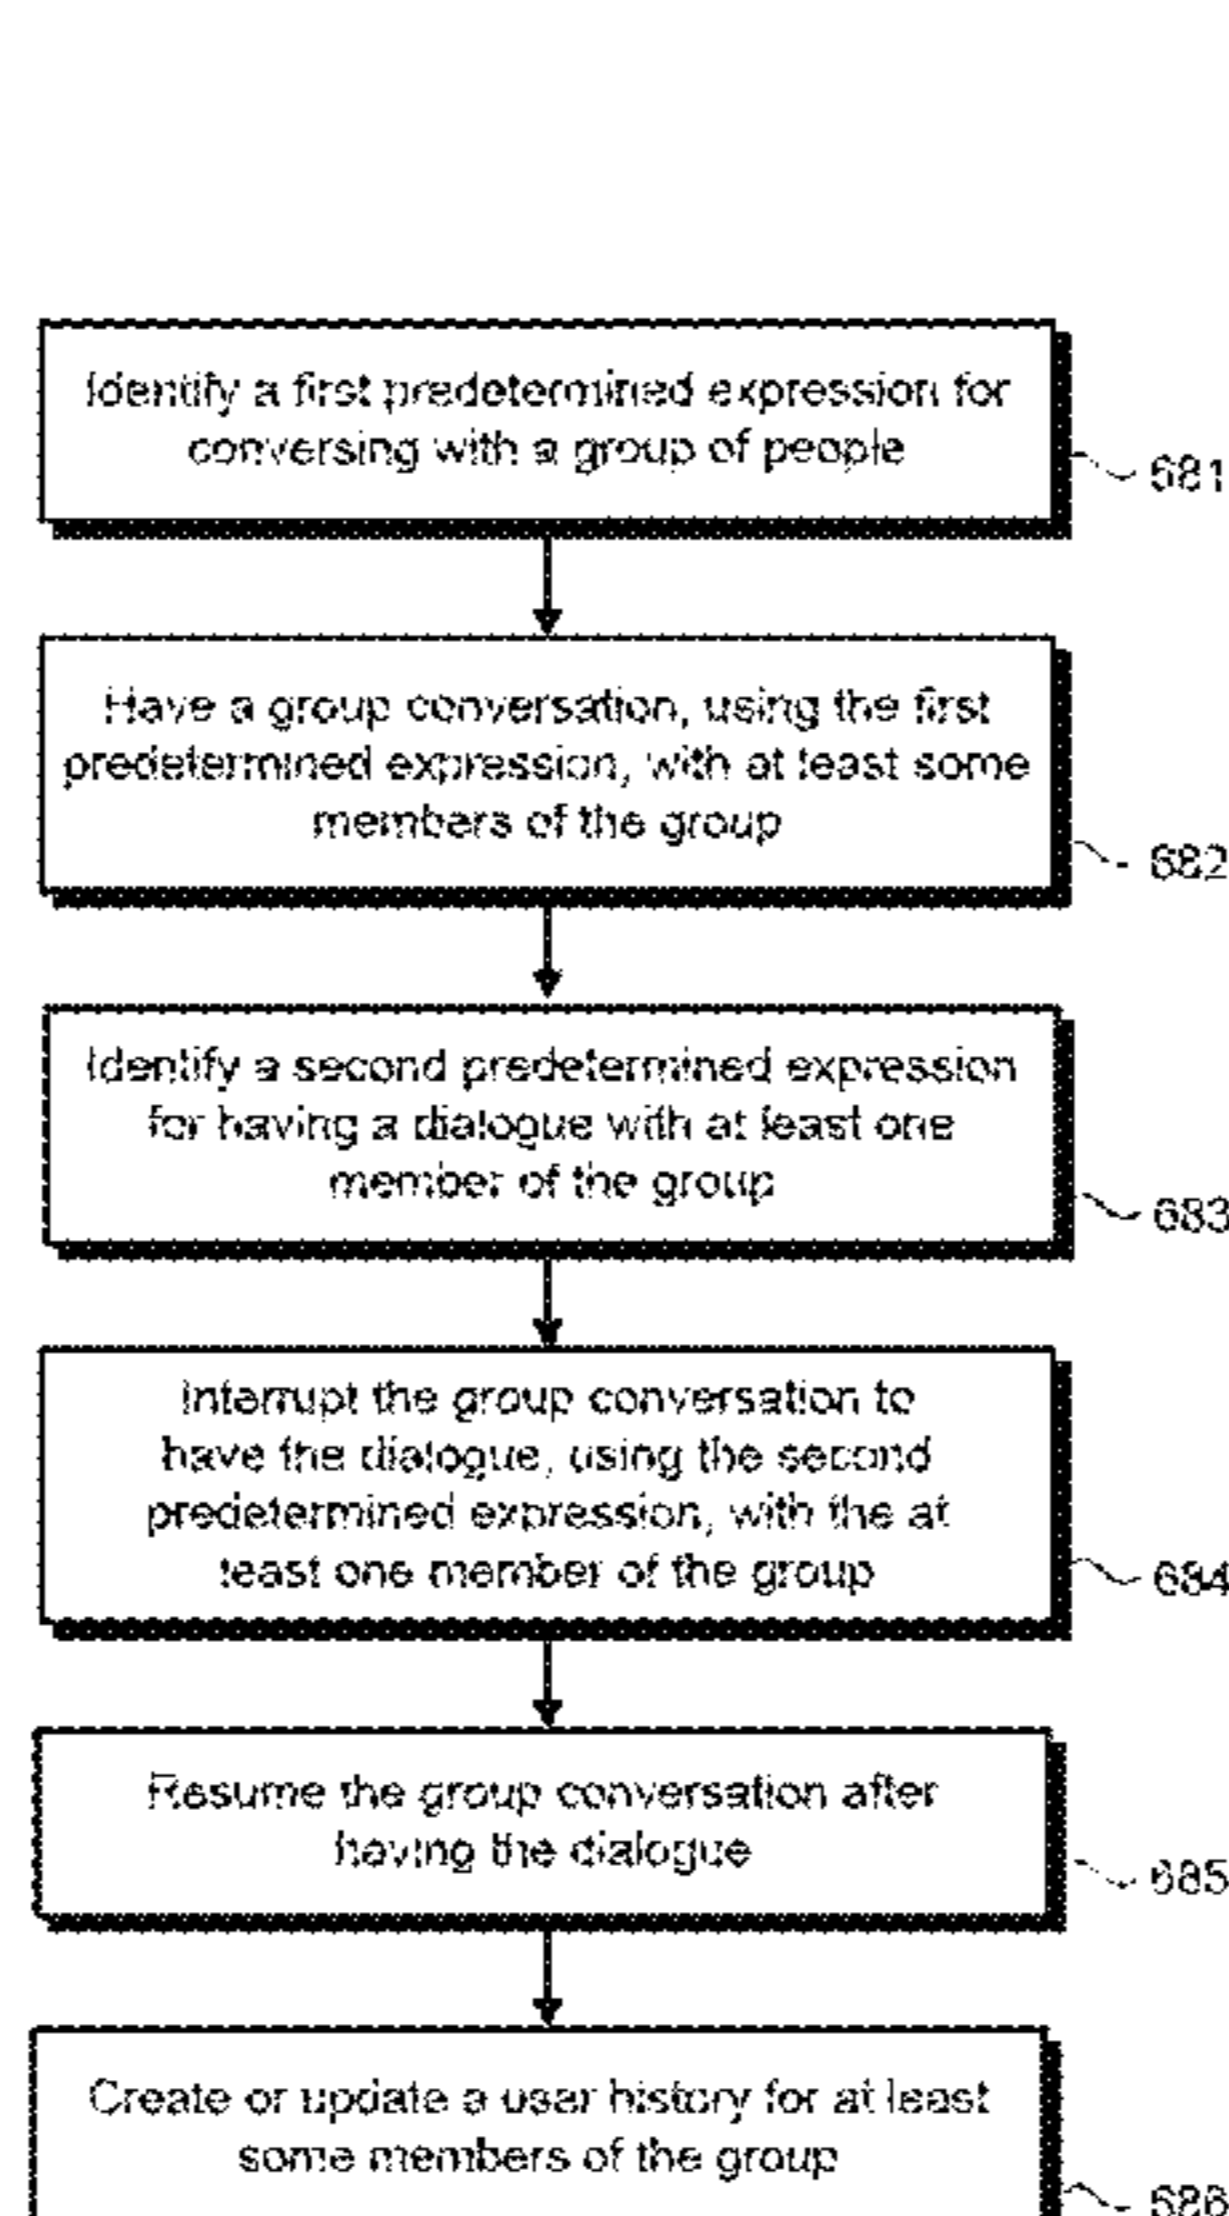 Identify a first predetermined expression for
conversing with a group of people
681
Have a group conversation, using the first
predetermined expression, with at least some
members of the group
682
Identify a second predetermined expression
for having a dialogue with at least one
member of the group
683
Interrupt the group conversation to
have the dialogue, using the second
predetermined expression, with the at
least one member of the group
684
Resume the group conversation after
having the dialogue
685
Create or update a user history for at least
some members of the group
686